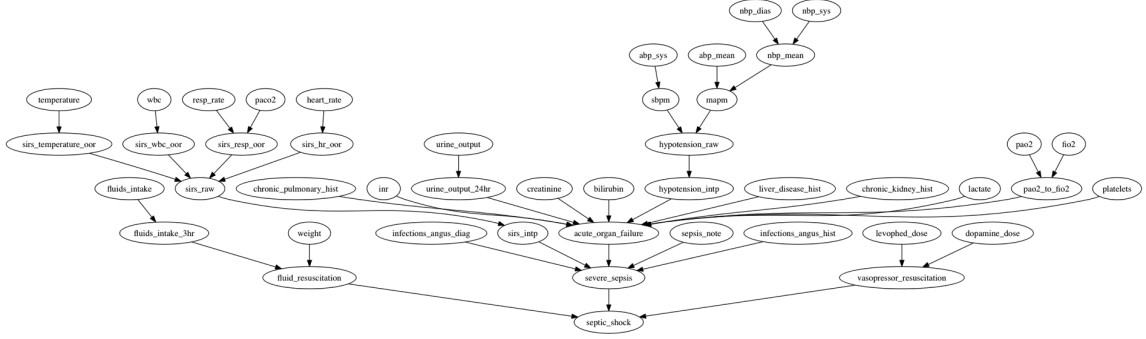 nbp_dias nbp_sys
abp_sys abp_mean nbp_mean
temperature wbc resp_rate paco2 heart_rate sbpm mapm
sirs_temperature_oor sirs_wbc_oor sirs_resp_oor sirs_hr_oor urine_output hypotension_raw pao2 fio2
fluids_intake sirs_raw chronic_pulmonary_hist inr urine_output_24hr creatinine bilirubin hypotension_intp liver_disease_hist chronic_kidney_hist lactate pao2_to_fio2 platelets
fluids_intake_3hr weight infections_angus_diag sirs_intp acute_organ_failure sepsis_note infections_angus_hist levophed_dose dopamine_dose
fluid_resuscitation severe_sepsis vasopressor_resuscitation
septic_shock